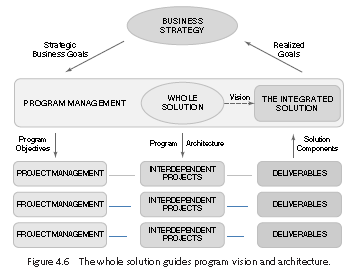 BUSINESS
STRATEGY
Strategic
Business Goals
Realized
Goals
PROGRAM MANAGEMENT
WHOLE
SOLUTION
Vision
THE INTEGRATED
SOLUTION
Program
Objectives
Program Architecture
Solution
Components
PROJECT MANAGEMENT
INTERDEPENDENT
PROJECTS
DELIVERABLES
PROJECT MANAGEMENT
INTERDEPENDENT
PROJECTS
DELIVERABLES
PROJECT MANAGEMENT
INTERDEPENDENT
PROJECTS
DELIVERABLES
Figure 4.6 The whole solution guides program vision and architecture.